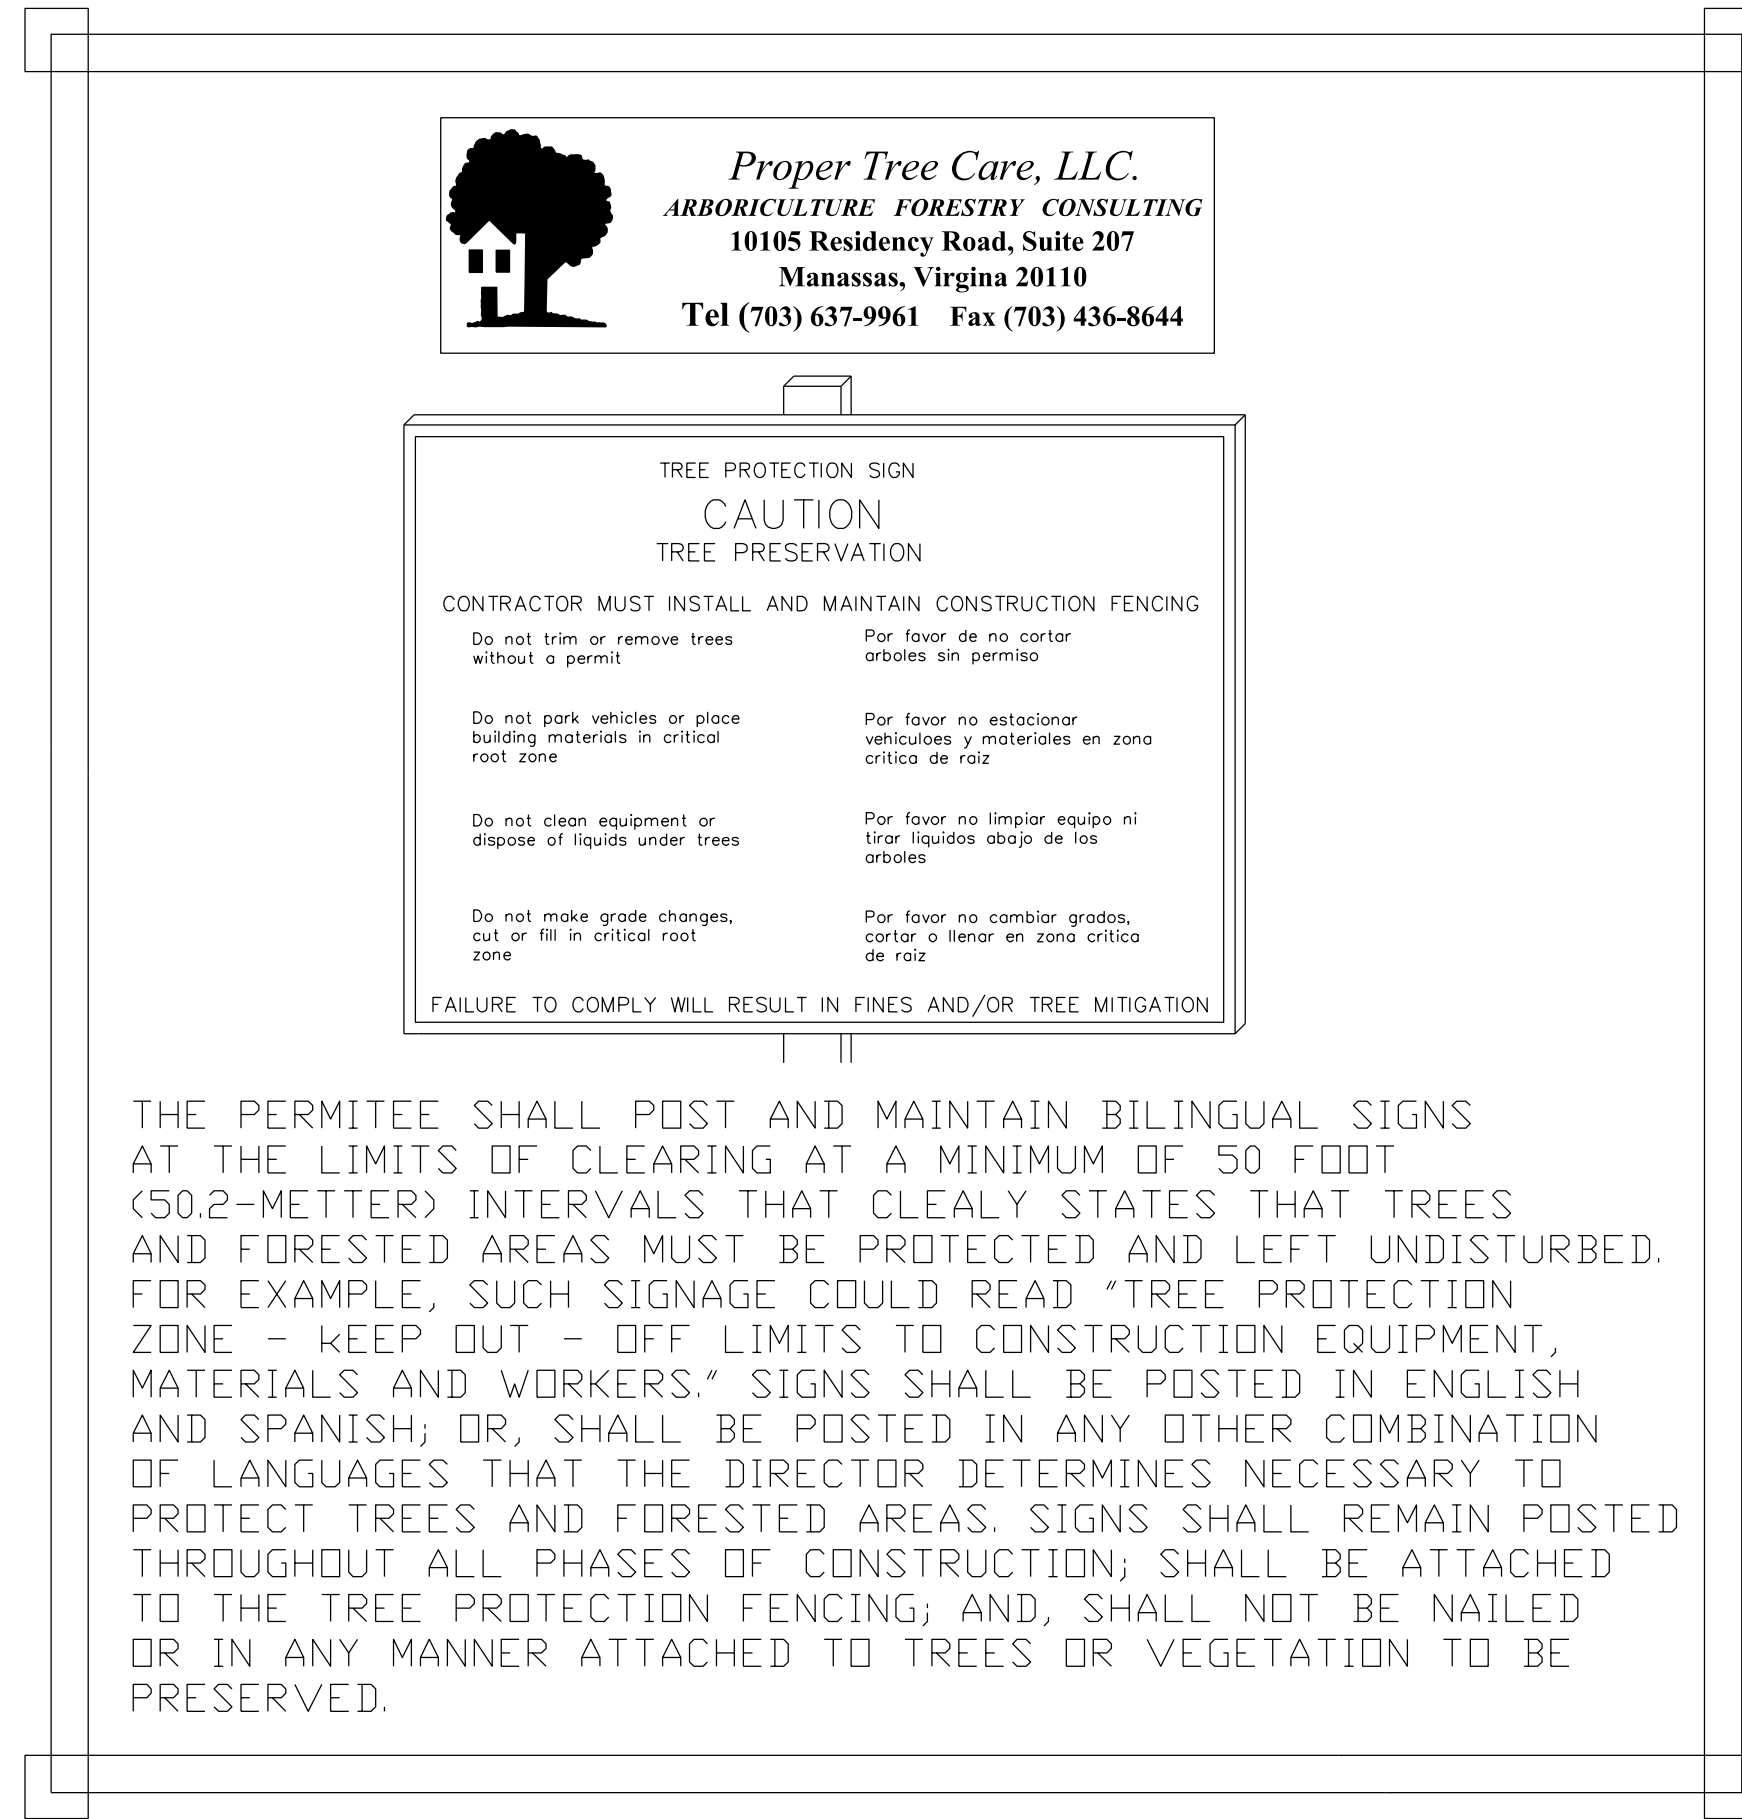 Proper Tree Care, LLC.
ARBORICULTURE FORESTRY CONSULTING
10105 Residency Road, Suite 207
Manassas, Virgina 20110
Tel (703) 637-9961 Fax (703) 436-8644
TREE PROTECTION SIGN
CAUTION
TREE PRESERVATION
CONTRACTOR MUST INSTALL AND MAINTAIN CONSTRUCTION FENCING
Do not trim or remove trees
without a permit
Por favor de no cortar
arboles sin permiso
Do not park vehicles or place
building materials in critical
root zone
Por favor no estacionar
vehiculoes y materiales en zona
critica de raiz
Do not clean equipment or
dispose of liquids under trees
Por favor no limpiar equipo ni
tirar liquidos abajo de los
arboles
Do not make grade changes,
cut or fill in critical root
zone
Por favor no cambiar grados,
cortar o llenar en zona critica
de raiz
FAILURE TO COMPLY WILL RESULT IN FINES AND/OR TREE MITIGATION
THE PERMITEE SHALL POST AND MAINTAIN BILINGUAL SIGNS
AT THE LIMITS OF CLEARING AT A MINIMUM OF 50 FOOT
(50.2-METTER) INTERVALS THAT CLEALY STATES THAT TREES
AND FORESTED AREAS MUST BE PROTECTED AND LEFT UNDISTURBED.
FOR EXAMPLE, SUCH SIGNAGE COULD READ "TREE PROTECTION
ZONE - kEEP OUT - OFF LIMITS TO CONSTRUCTION EQUIPMENT,
MATERIALS AND WORKERS." SIGNS SHALL BE POSTED IN ENGLISH
AND SPANISH; OR, SHALL BE POSTED IN ANY OTHER COMBINATION
OF LANGUAGES THAT THE DIRECTOR DETERMINES NECESSARY TO
PROTECT TREES AND FORESTED AREAS. SIGNS SHALL REMAIN POSTED
THROUGHOUT ALL PHASES OF CONSTRUCTION; SHALL BE ATTACHED
TO THE TREE PROTECTION FENCING; AND, SHALL NOT BE NAILED
OR IN ANY MANNER ATTACHED TO TREES OR VEGETATION TO BE
PRESERVED.